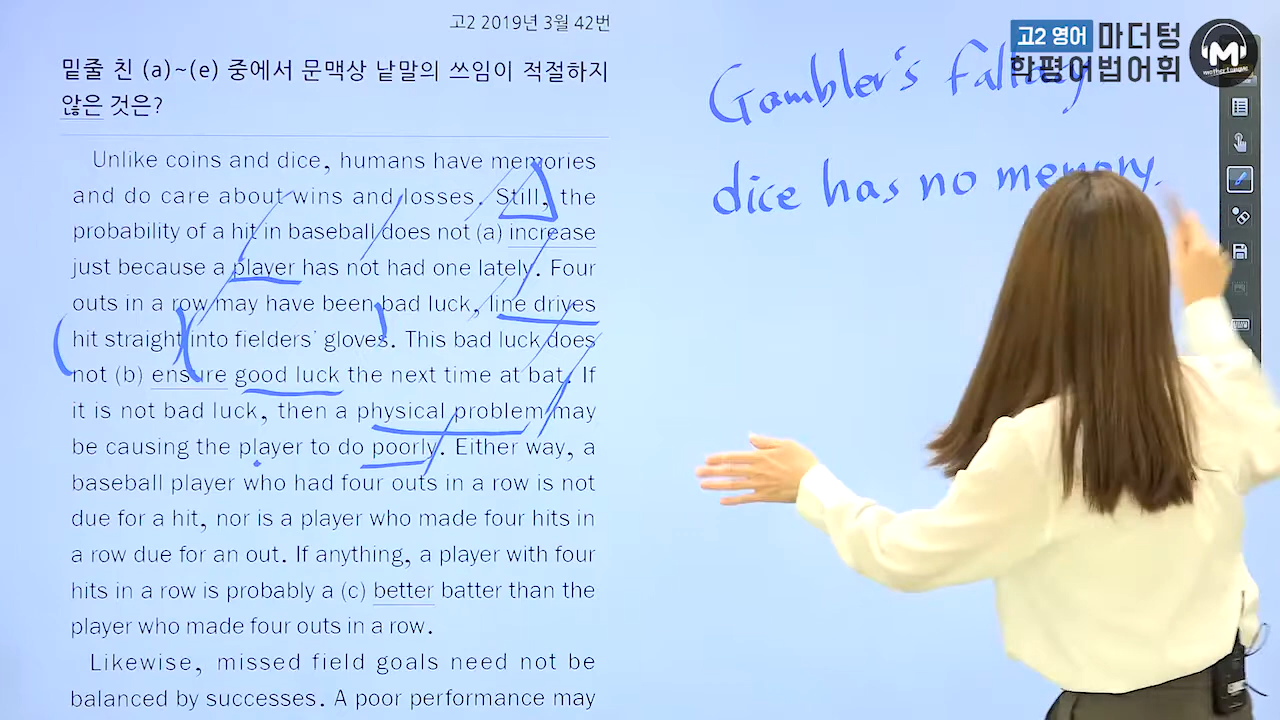 고2 2019년 3월 42번
고2 영어 마더텅
학평어법어휘
M
mother tongue
밑줄 친 (a)~(e) 중에서 문맥상 낱말의 쓰임이 적절하지
않은 것은?
Unlike coins and dice, humans have memories
and do care about wins and losses. Still, the
probability of a hit in baseball does not (a) increase
just because a player has not had one lately. Four
outs in a row may have been bad luck, line drives
hit straight into fielders' gloves. This bad luck does
not (b) ensure good luck the next time at bat. If
it is not bad luck, then a physical problem may
be causing the player to do poorly. Either way, a
baseball player who had four outs in a row is not
due for a hit, nor is a player who made four hits in
a row due for an out. If anything, a player with four
hits in a row is probably a (c) better batter than the
player who made four outs in a row.
Likewise, missed field goals need not be
balanced by successes. A poor performance may
Gambler's fallacy
dice has no memory.